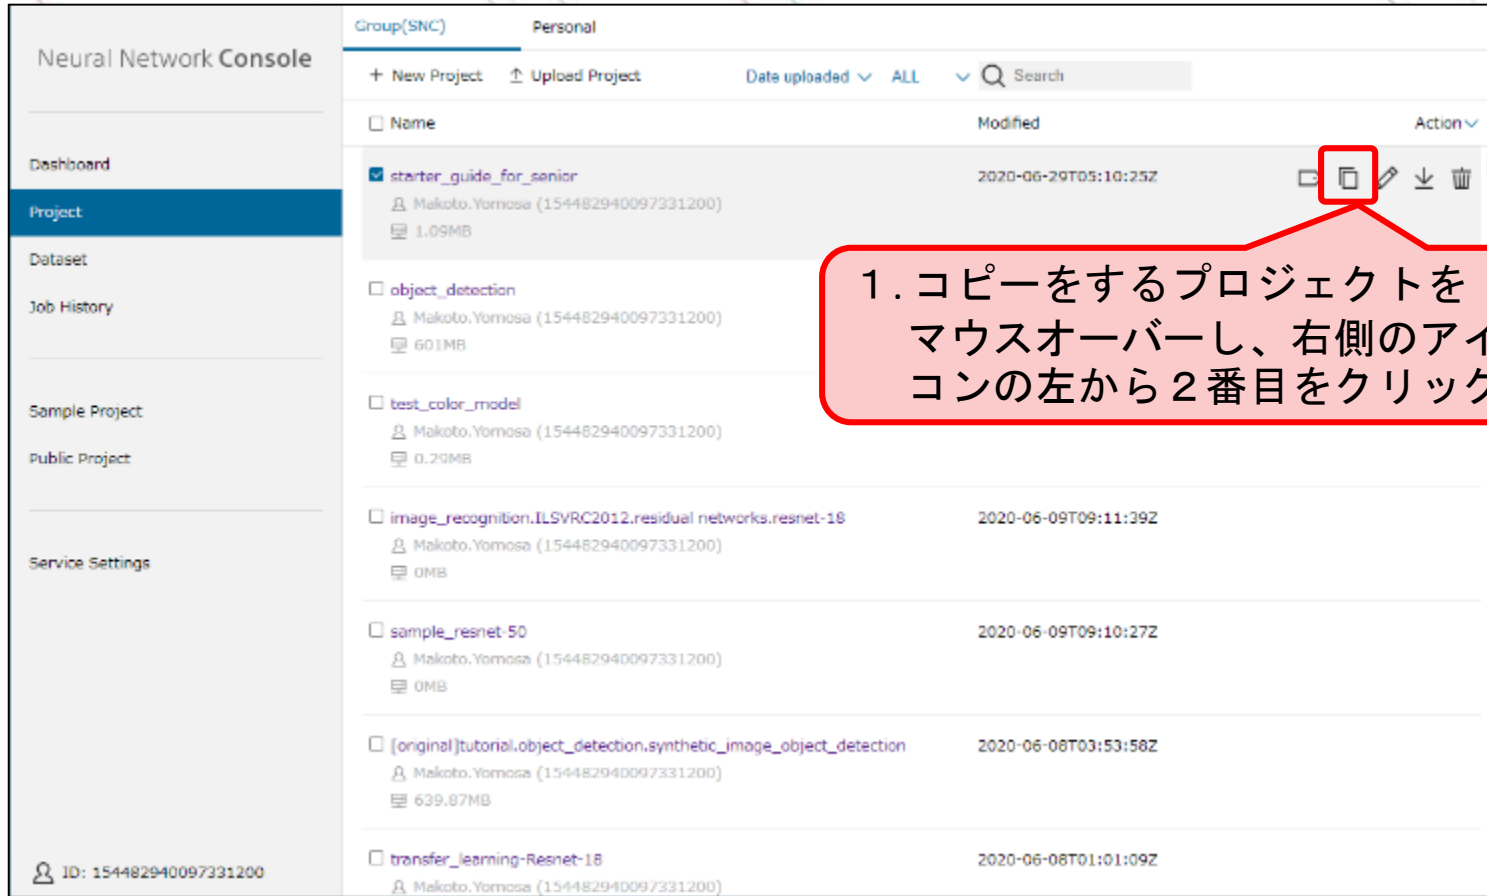 Neural Network Console
Group(SNC) Personal
+ New Project Upload Project Date uploaded ALL Search
Name Modified Action
Dashboard
Project
Dataset
Job History
Sample Project
Public Project
Service Settings
ID: 154482940097331200
starter_guide_for_senior 2020-06-29T05:10:25Z
Makoto.Yomosa (154482940097331200)
1.09MB
1. コピーをするプロジェクトを
マウスオーバーし、右側のアイ
コンの左から２番目をクリック
object_detection
Makoto.Yomosa (154482940097331200)
601MB
test_color_model
Makoto.Yomosa (154482940097331200)
0.29MB
image_recognition.ILSVRC2012.residual networks.resnet-18 2020-06-09T09:11:39Z
Makoto.Yomosa (154482940097331200)
0MB
sample_resnet-50 2020-06-09T09:10:27Z
Makoto.Yomosa (154482940097331200)
0MB
[original]tutorial.object_detection.synthetic_image_object_detection 2020-06-08T03:53:58Z
Makoto.Yomosa (154482940097331200)
639.87MB
transfer_learning-Resnet-18 2020-06-08T01:01:09Z
Makoto.Yomosa (154482940097331200)